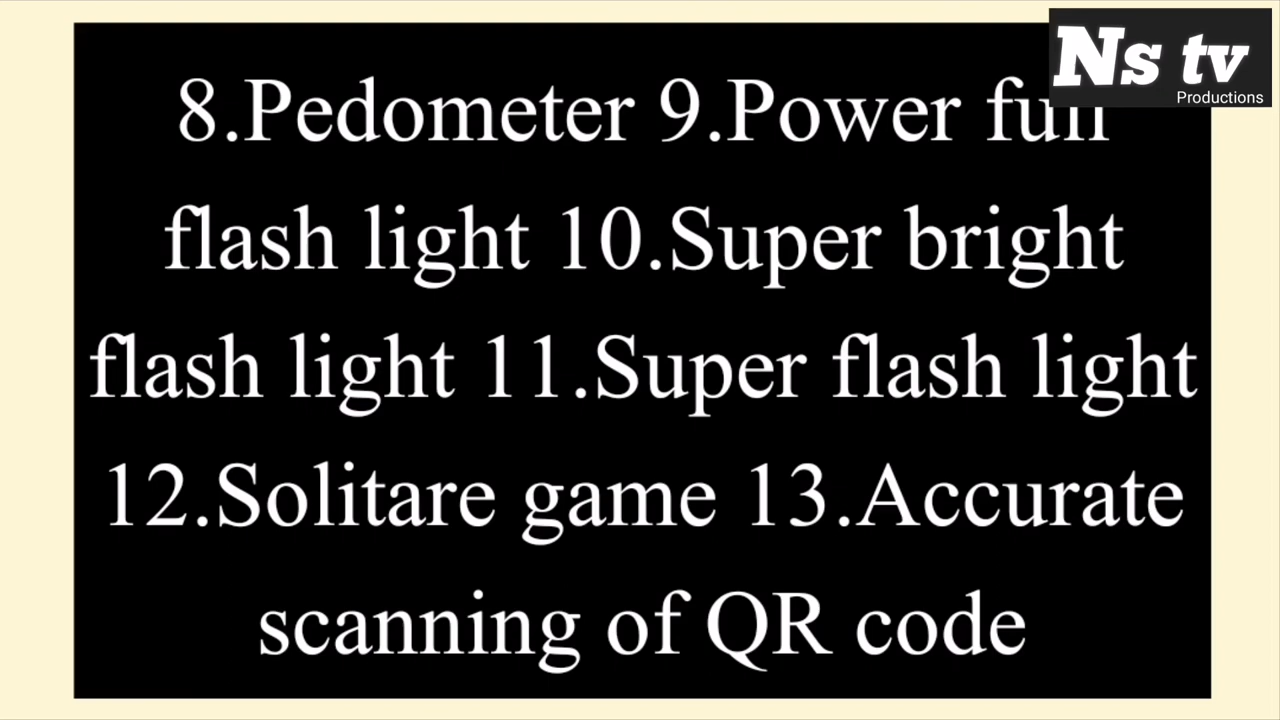 Ns tv
Productions
8.Pedometer 9.Power full
flash light 10.Super bright
flash light 11.Super flash light
12.Solitare game 13.Accurate
scanning of QR code